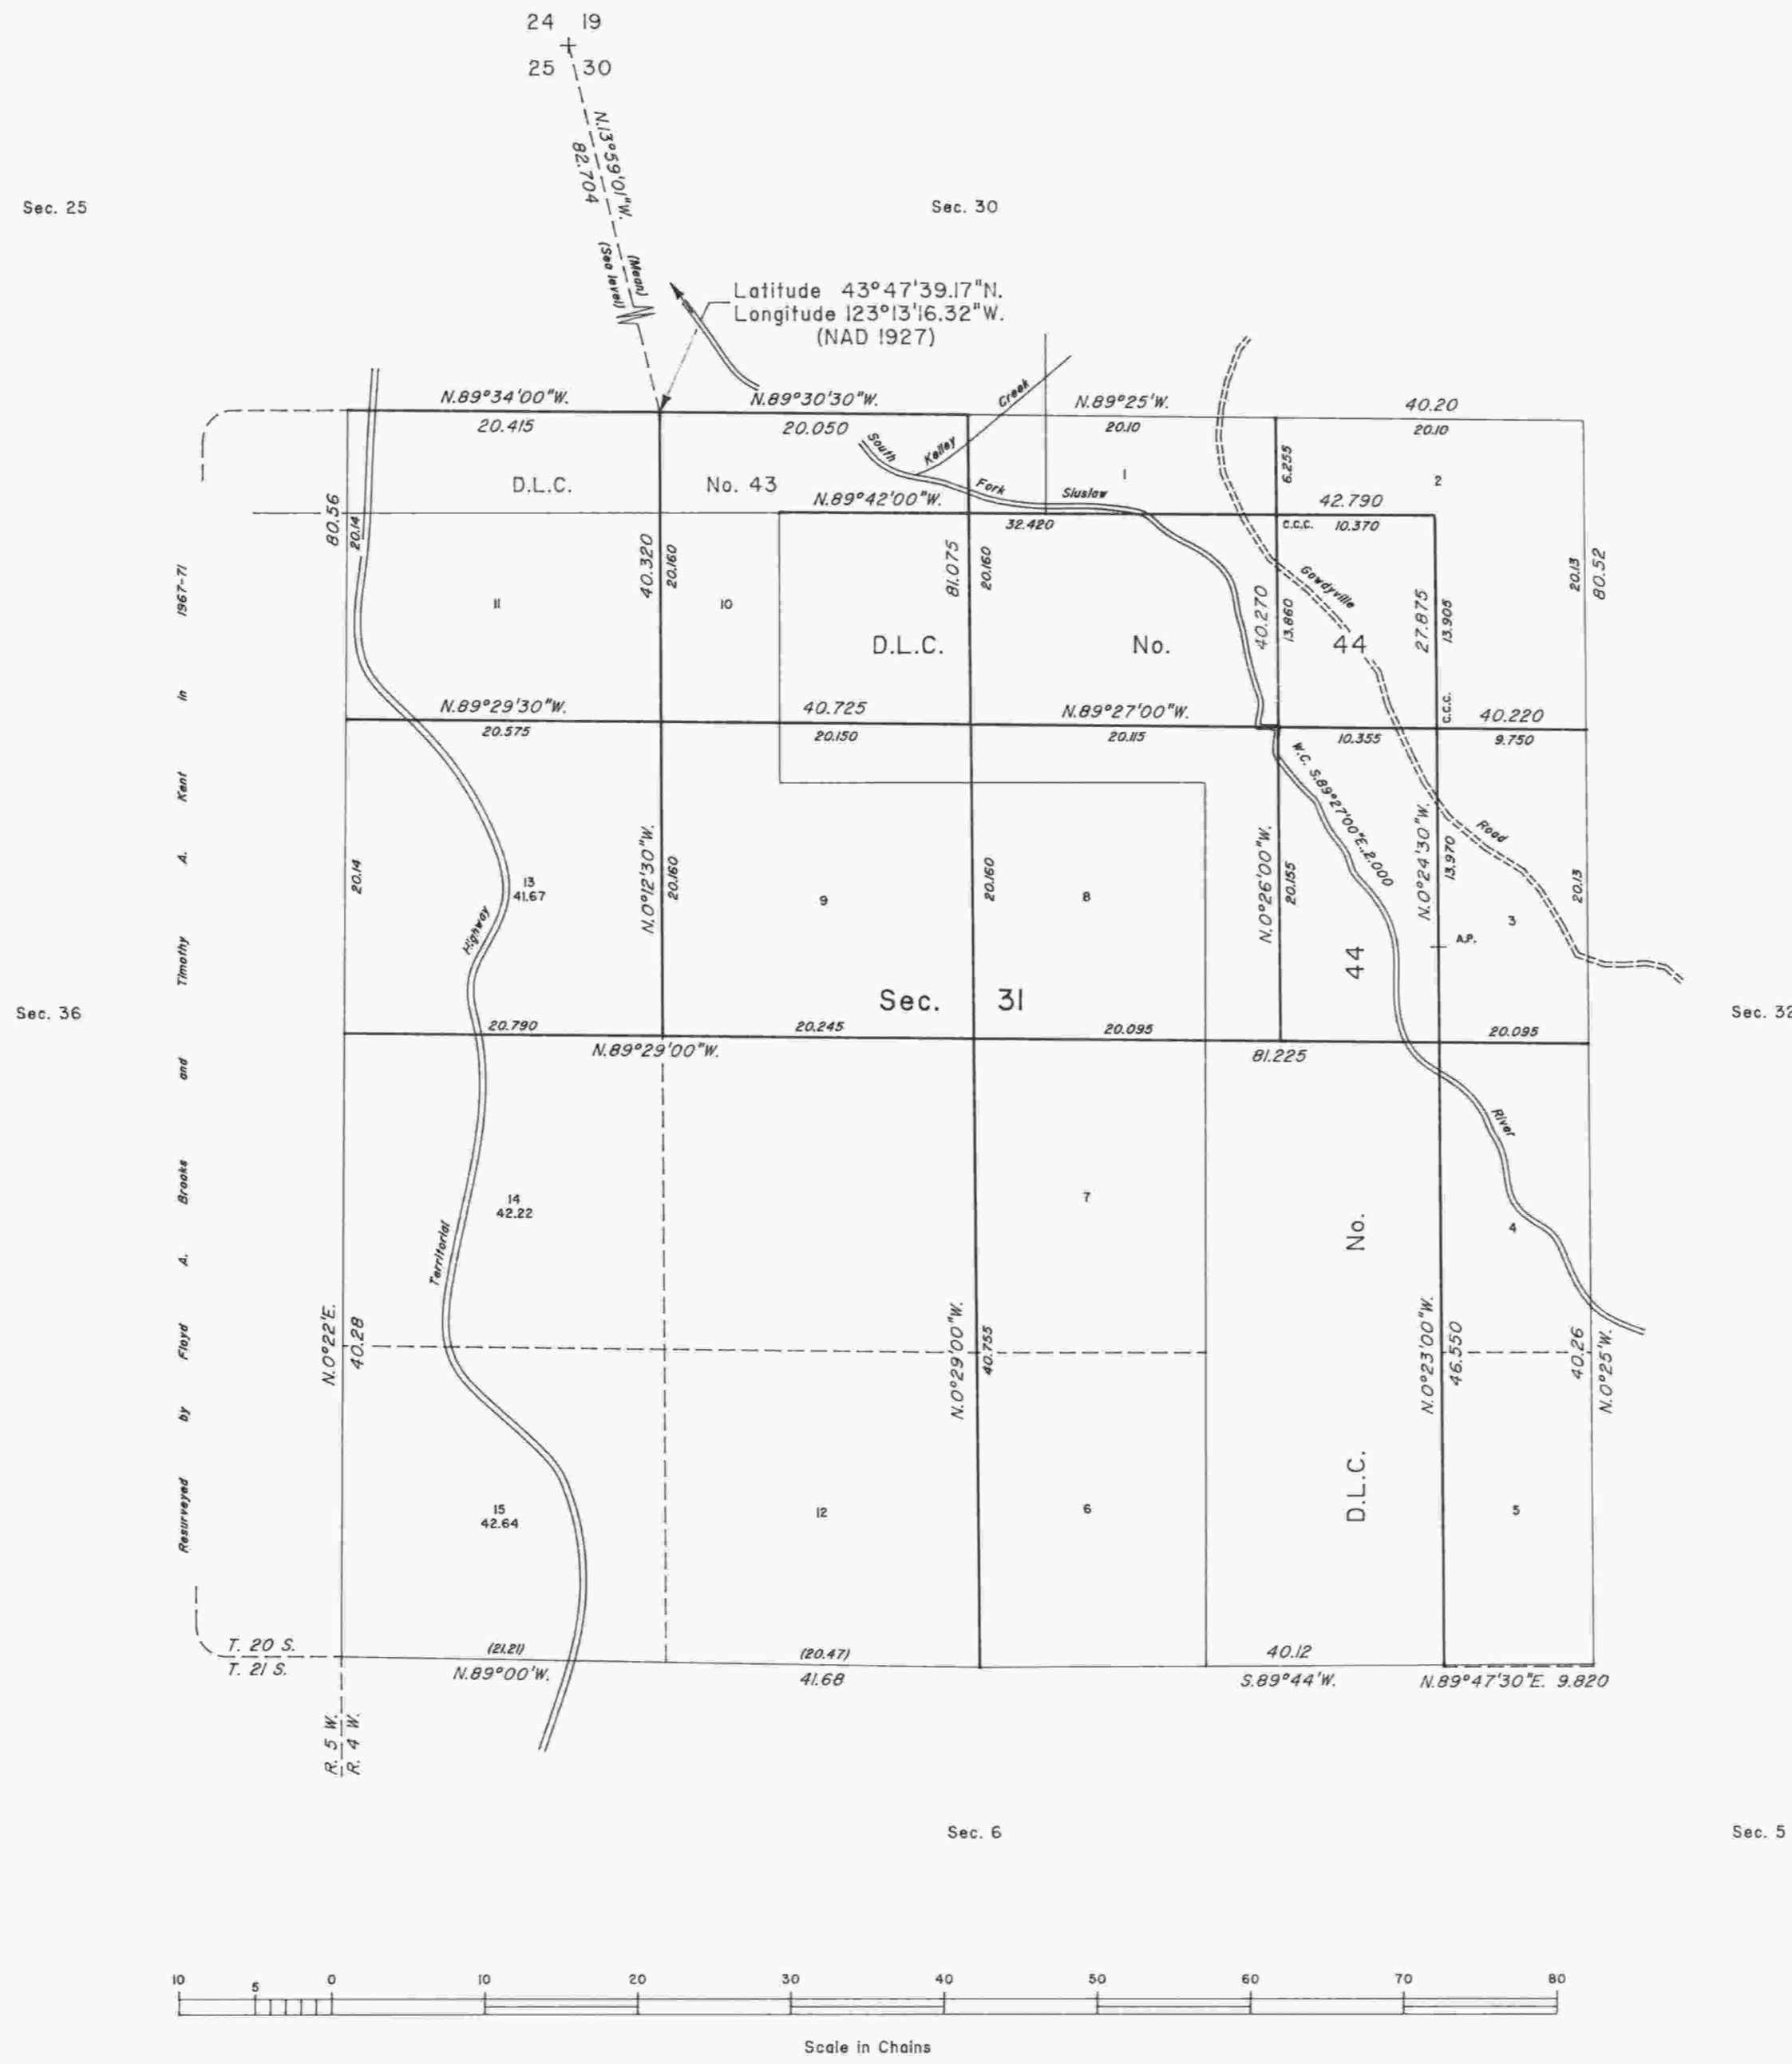 24 19
25 30
N.13°59'01"W.
82.704
(Mean)
(Sea level)
Sec. 25
Sec. 30
Latitude 43°47'39.17"N.
Longitude 123°13'16.32"W.
(NAD 1927)
N.89°34'00"W.
N.89°30'30"W.
Creek
N.89°25'W.
40.20
20.415
20.050
South
Kelley
20.10
20.10
D.L.C.
No. 43
N.89°42'00"W.
Fork
Siuslaw
1
6.255
2
42.790
80.56
20.14
32.420
C.C.C.
10.370
40.320
20.160
81.075
20.160
Gowdyville
20.13
80.52
11
10
40.270
13.860
27.875
13.905
D.L.C.
No.
44
C.C.C.
N.89°29'30"W.
40.725
N.89°27'00"W.
40.220
20.575
20.150
20.115
10.355
9.750
W.C. S.89°27'00"E., 2.000
Road
N.0°12'30"W.
20.160
20.14
13
41.67
9
20.160
8
N.0°26'00"W.
20.155
N.0°24'30"W.
13.970
20.13
3
A.P.
Highway
44
Sec. 36
Sec. 31
Sec. 32
20.790
20.245
20.095
20.095
N.89°29'00"W.
81.225
River
14
42.22
7
No.
4
Territorial
N.0°22'E.
40.28
N.0°29'00"W.
40.755
N.0°23'00"W.
46.550
40.26
N.0°25'W.
D.L.C.
15
42.64
12
6
5
Resurveyed by Floyd A. Brooks and Timothy A. Kent in 1967-71
T. 20 S.
T. 21 S.
(21.21)
(20.47)
40.12
N.89°00'W.
41.68
S.89°44'W.
N.89°47'30"E. 9.820
R. 5 W.
R. 4 W.
Sec. 6
Sec. 5
10 5 0 10 20 30 40 50 60 70 80
Scale in Chains